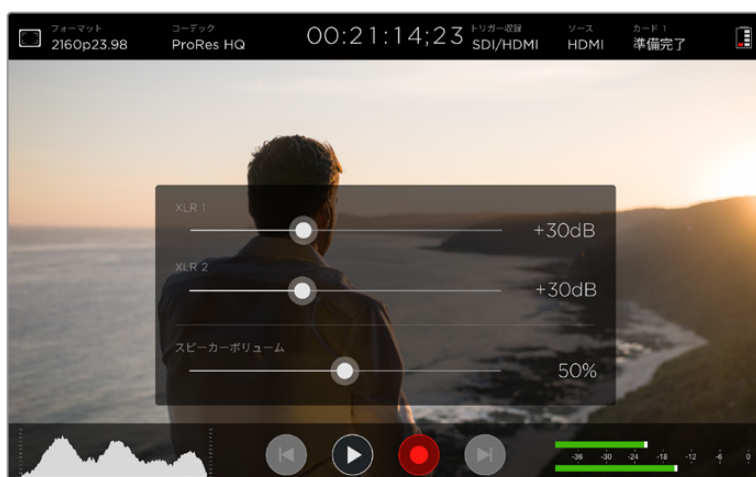 フォーマット
2160p23.98
コーデック
ProRes HQ
00:21:14;23
トリガー収録
SDI/HDMI
ソース
HDMI
カード 1
準備完了
XLR 1
+30dB
XLR 2
+30dB
スピーカーボリューム
50%
-36 -30 -24 -18 -12 -6 0